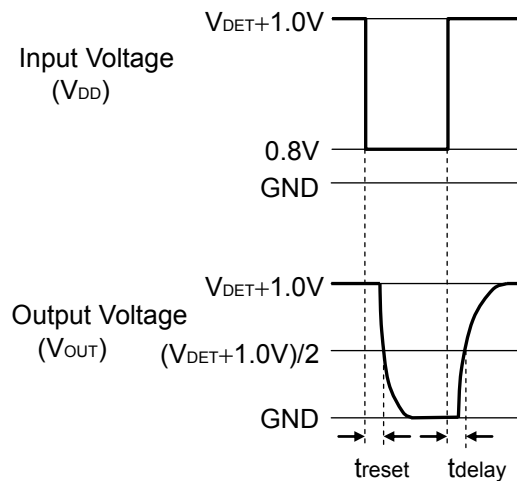 VDET+1.0V
Input Voltage
(VDD)
0.8V
GND
VDET+1.0V
Output Voltage
(VOUT)
(VDET+1.0V)/2
GND
treset
tdelay